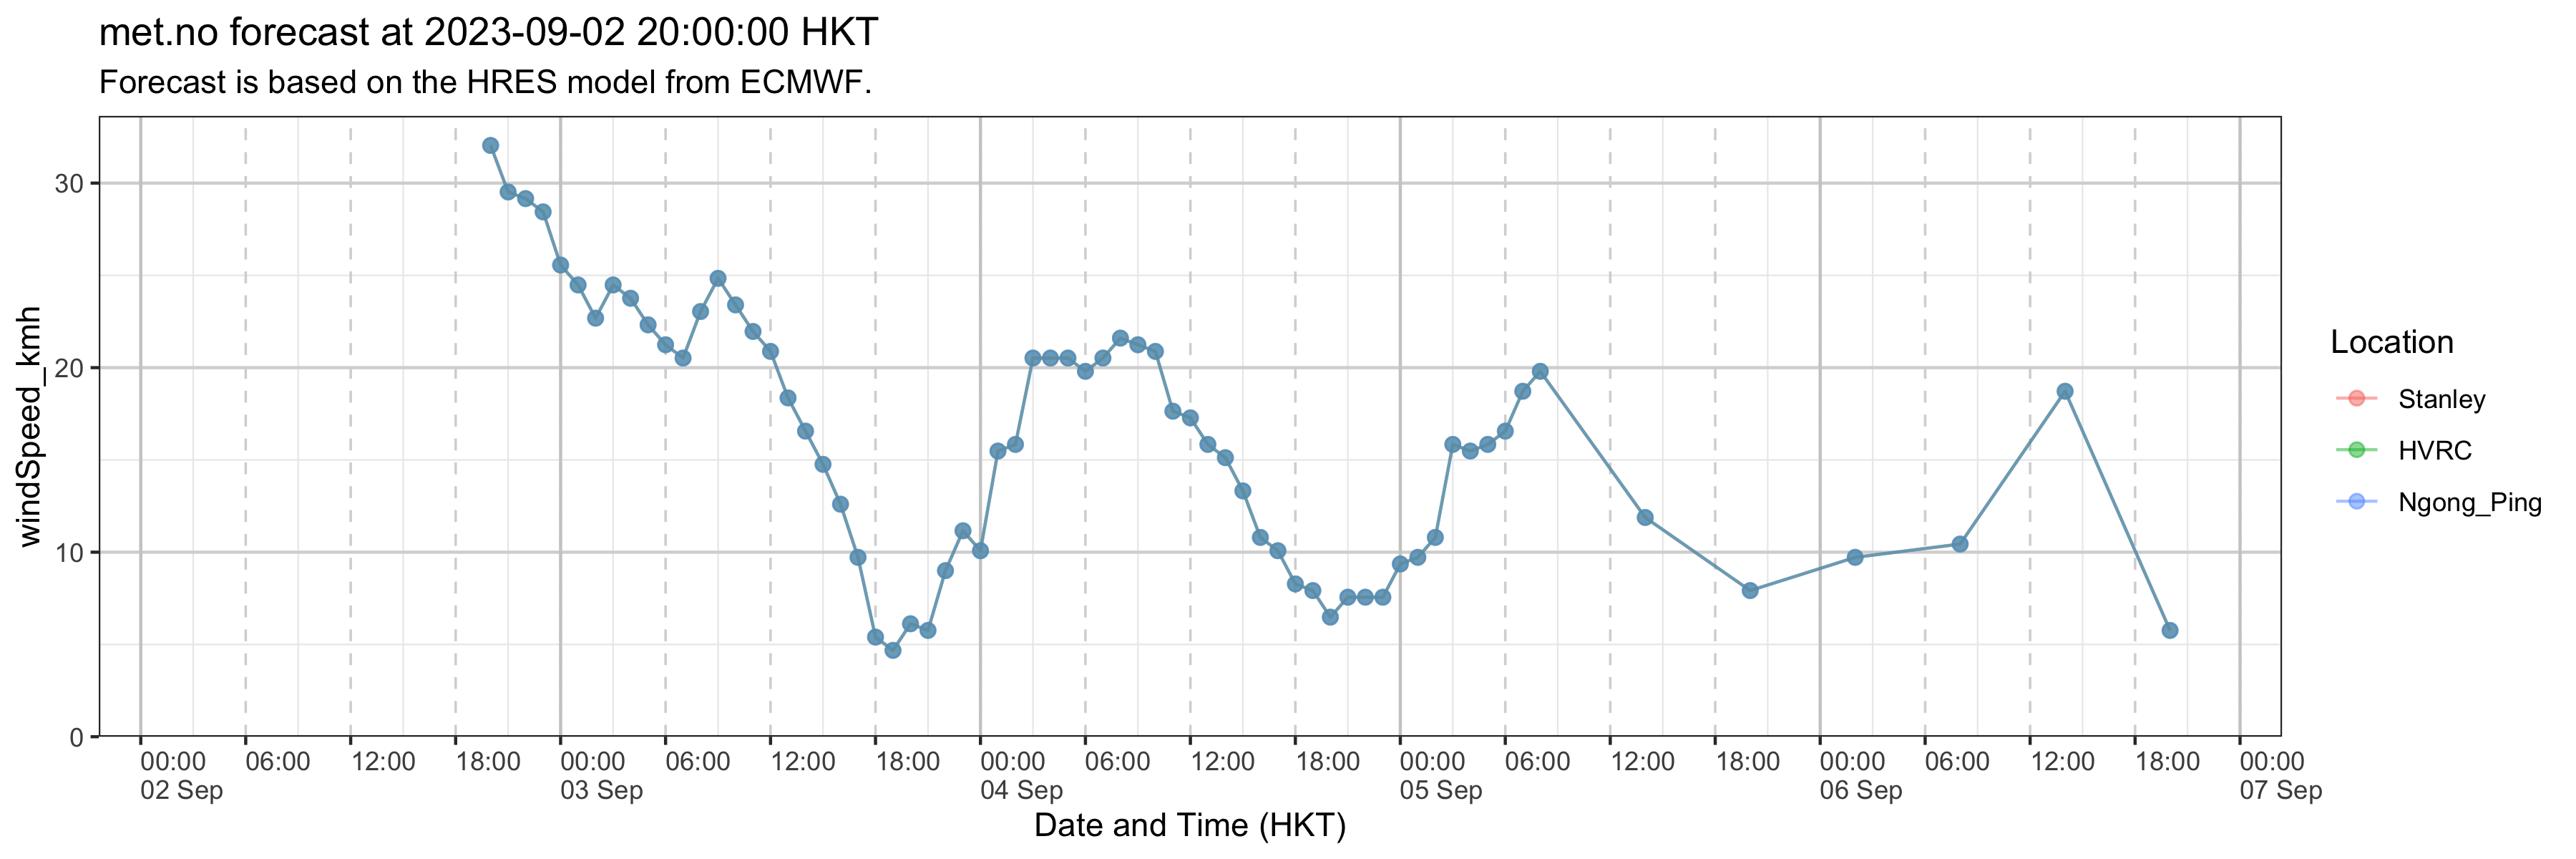 met.no forecast at 2023-09-02 20:00:00 HKT
Forecast is based on the HRES model from ECMWF.
windSpeed_kmh
30
20
10
0
00:00 06:00 12:00 18:00 00:00 06:00 12:00 18:00 00:00 06:00 12:00 18:00 00:00 06:00 12:00 18:00 00:00 06:00 12:00 18:00 00:00
02 Sep 03 Sep 04 Sep 05 Sep 06 Sep 07 Sep
Date and Time (HKT)
Location
Stanley
HVRC
Ngong_Ping